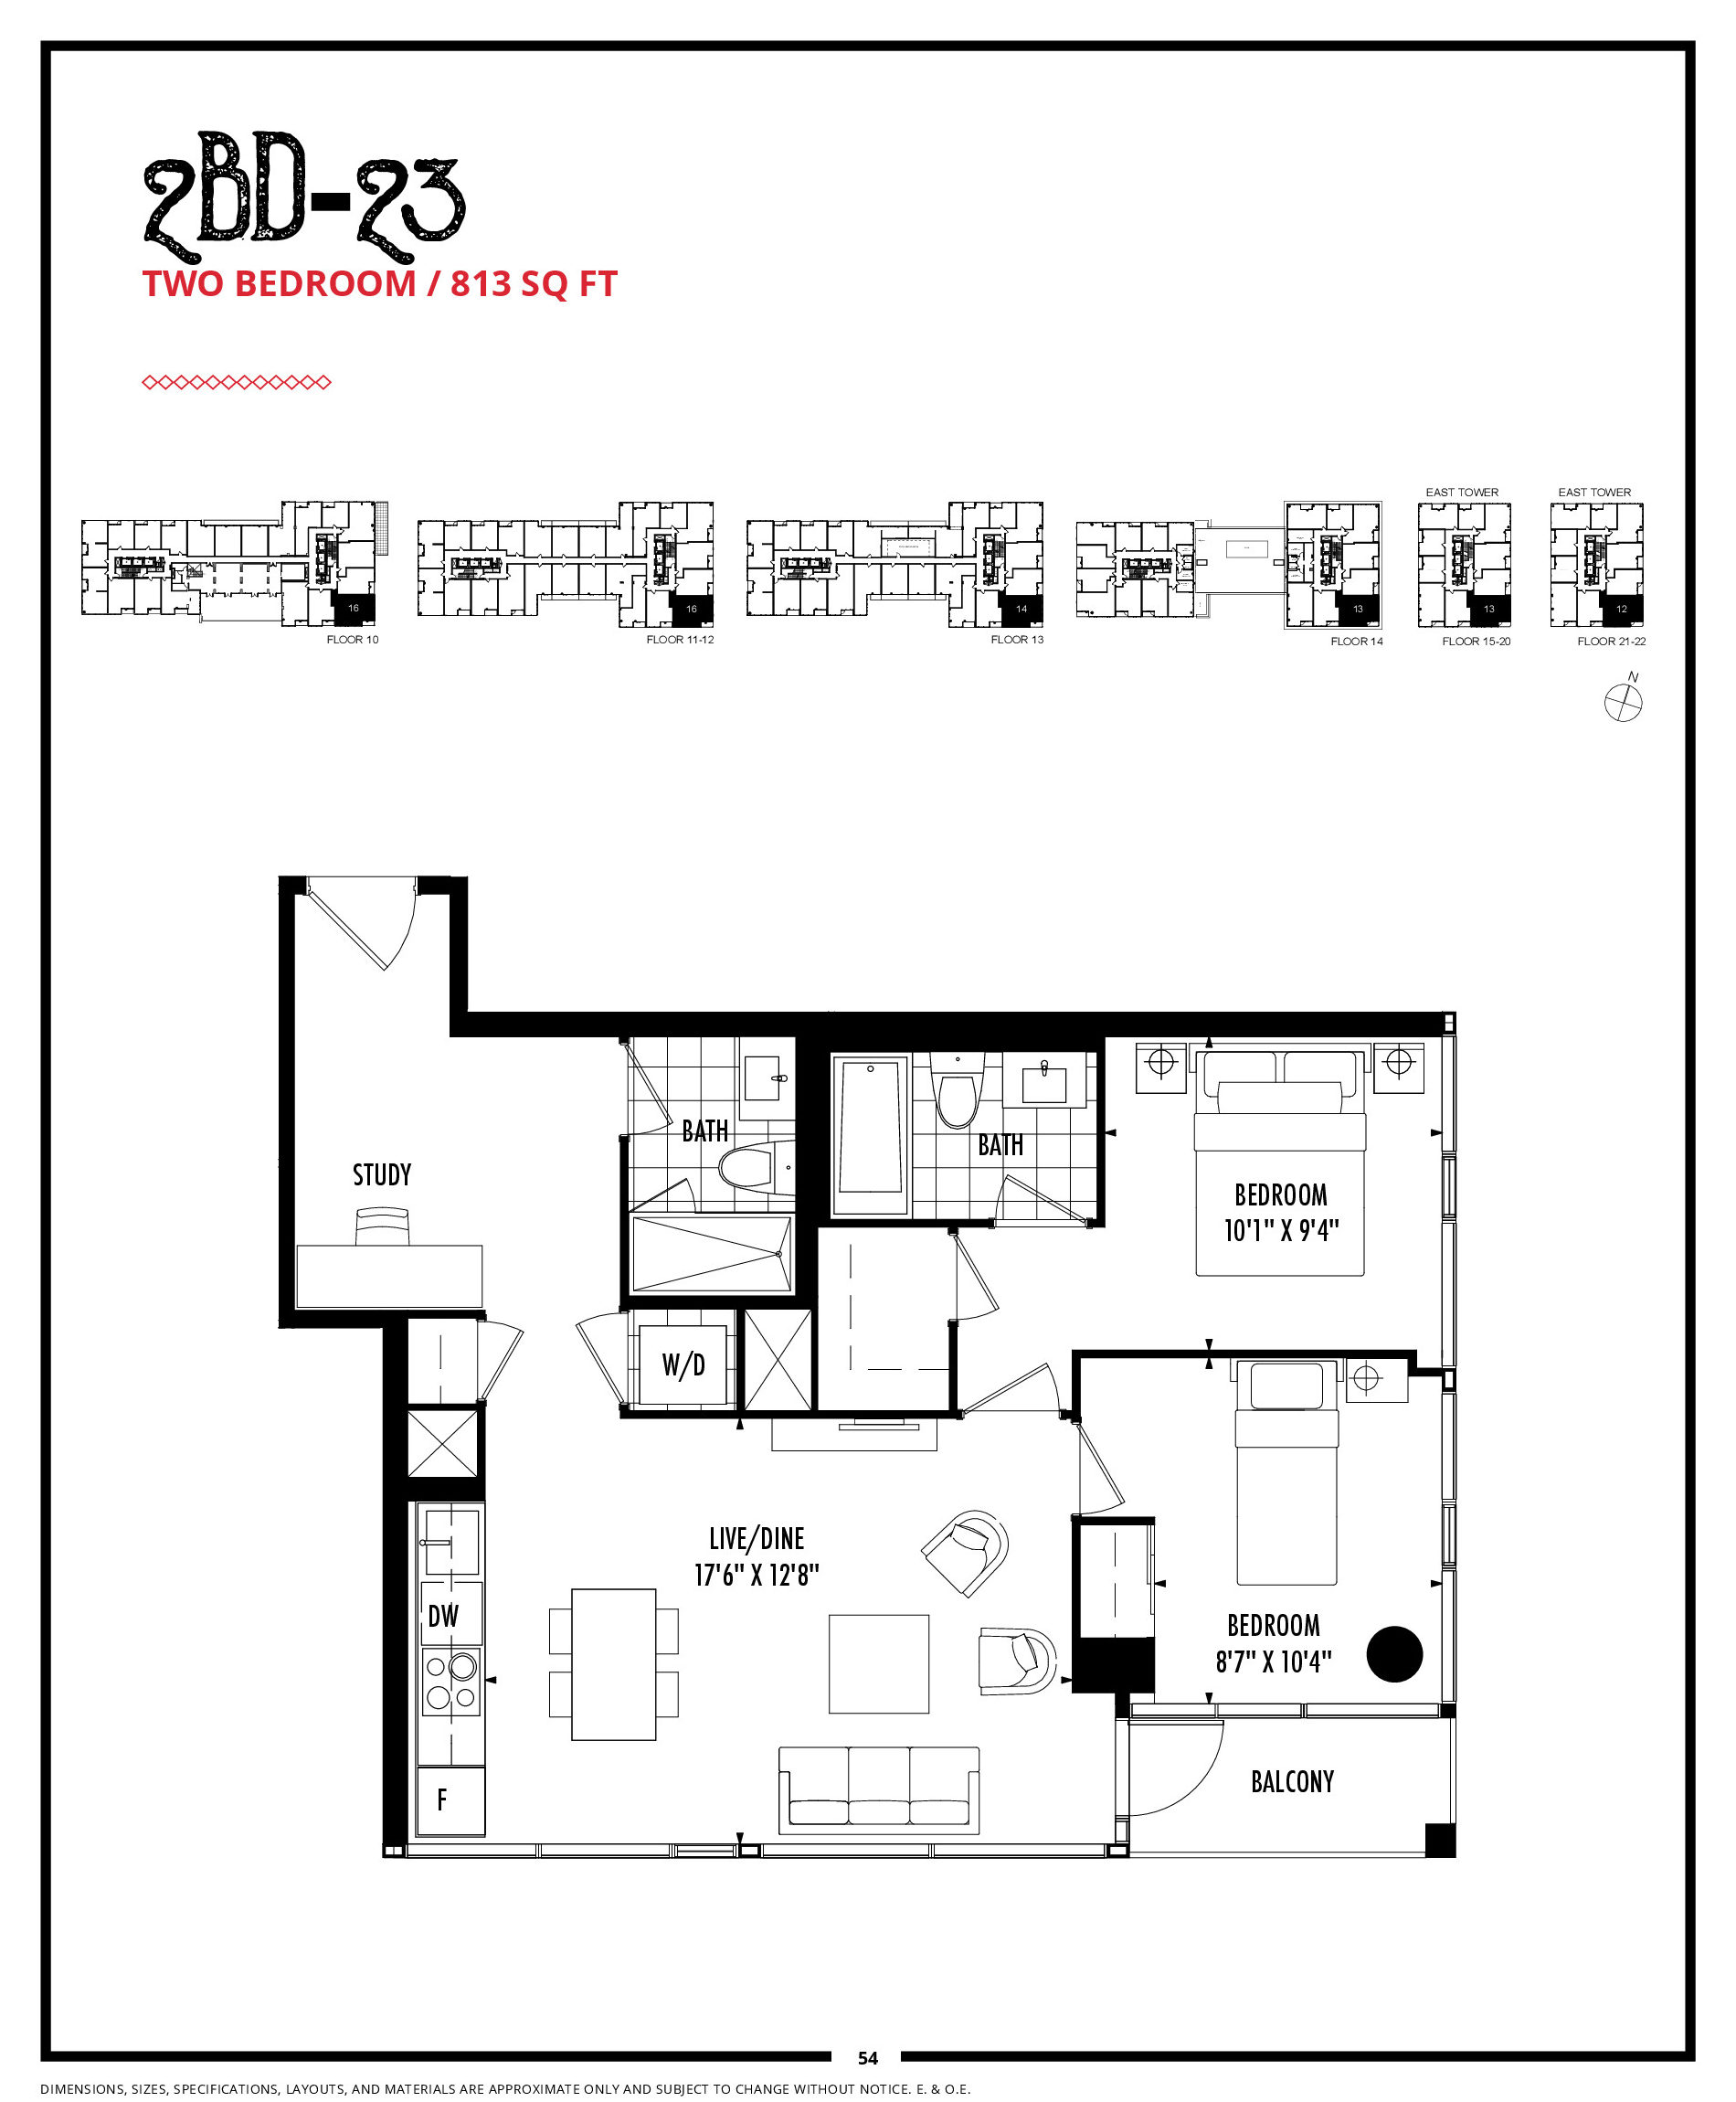 2BD-23
TWO BEDROOM / 813 SQ FT
EAST TOWER
EAST TOWER
16
16
14
13
13
12
FLOOR 10
FLOOR 11-12
FLOOR 13
FLOOR 14
FLOOR 15-20
FLOOR 21-22
N
BATH
BATH
STUDY
BEDROOM
10'1" X 9'4"
W/D
LIVE/DINE
17'6" X 12'8"
DW
BEDROOM
8'7" X 10'4"
BALCONY
F
54
DIMENSIONS, SIZES, SPECIFICATIONS, LAYOUTS, AND MATERIALS ARE APPROXIMATE ONLY AND SUBJECT TO CHANGE WITHOUT NOTICE. E. & O.E.